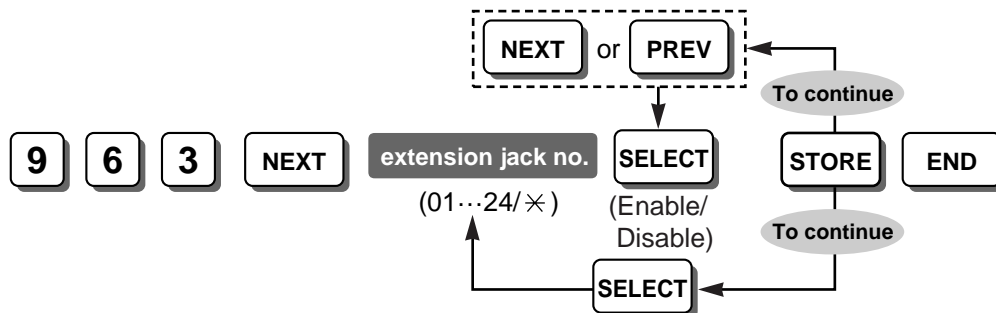 NEXT or PREV
To continue
9 6 3 NEXT extension jack no. SELECT STORE END
(01···24/✳)
(Enable/
Disable)
To continue
SELECT